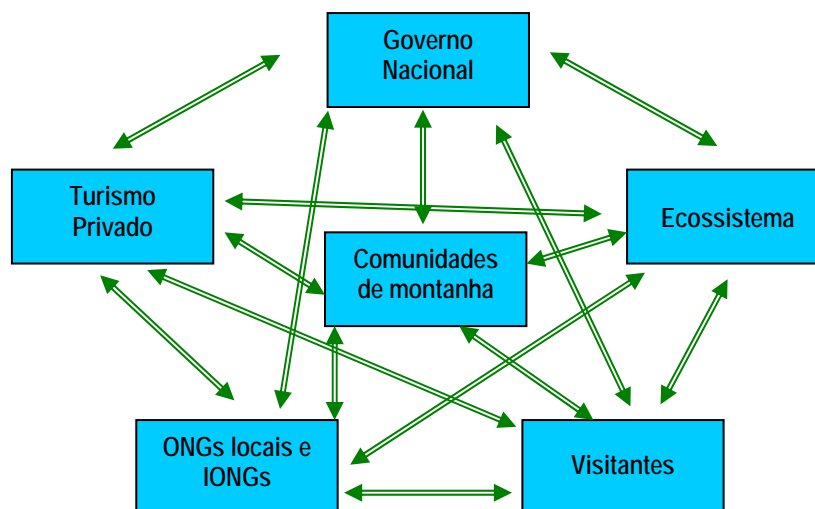 Governo
Nacional
Turismo
Privado
Ecossistema
Comunidades
de montanha
ONGs locais e
IONGs
Visitantes